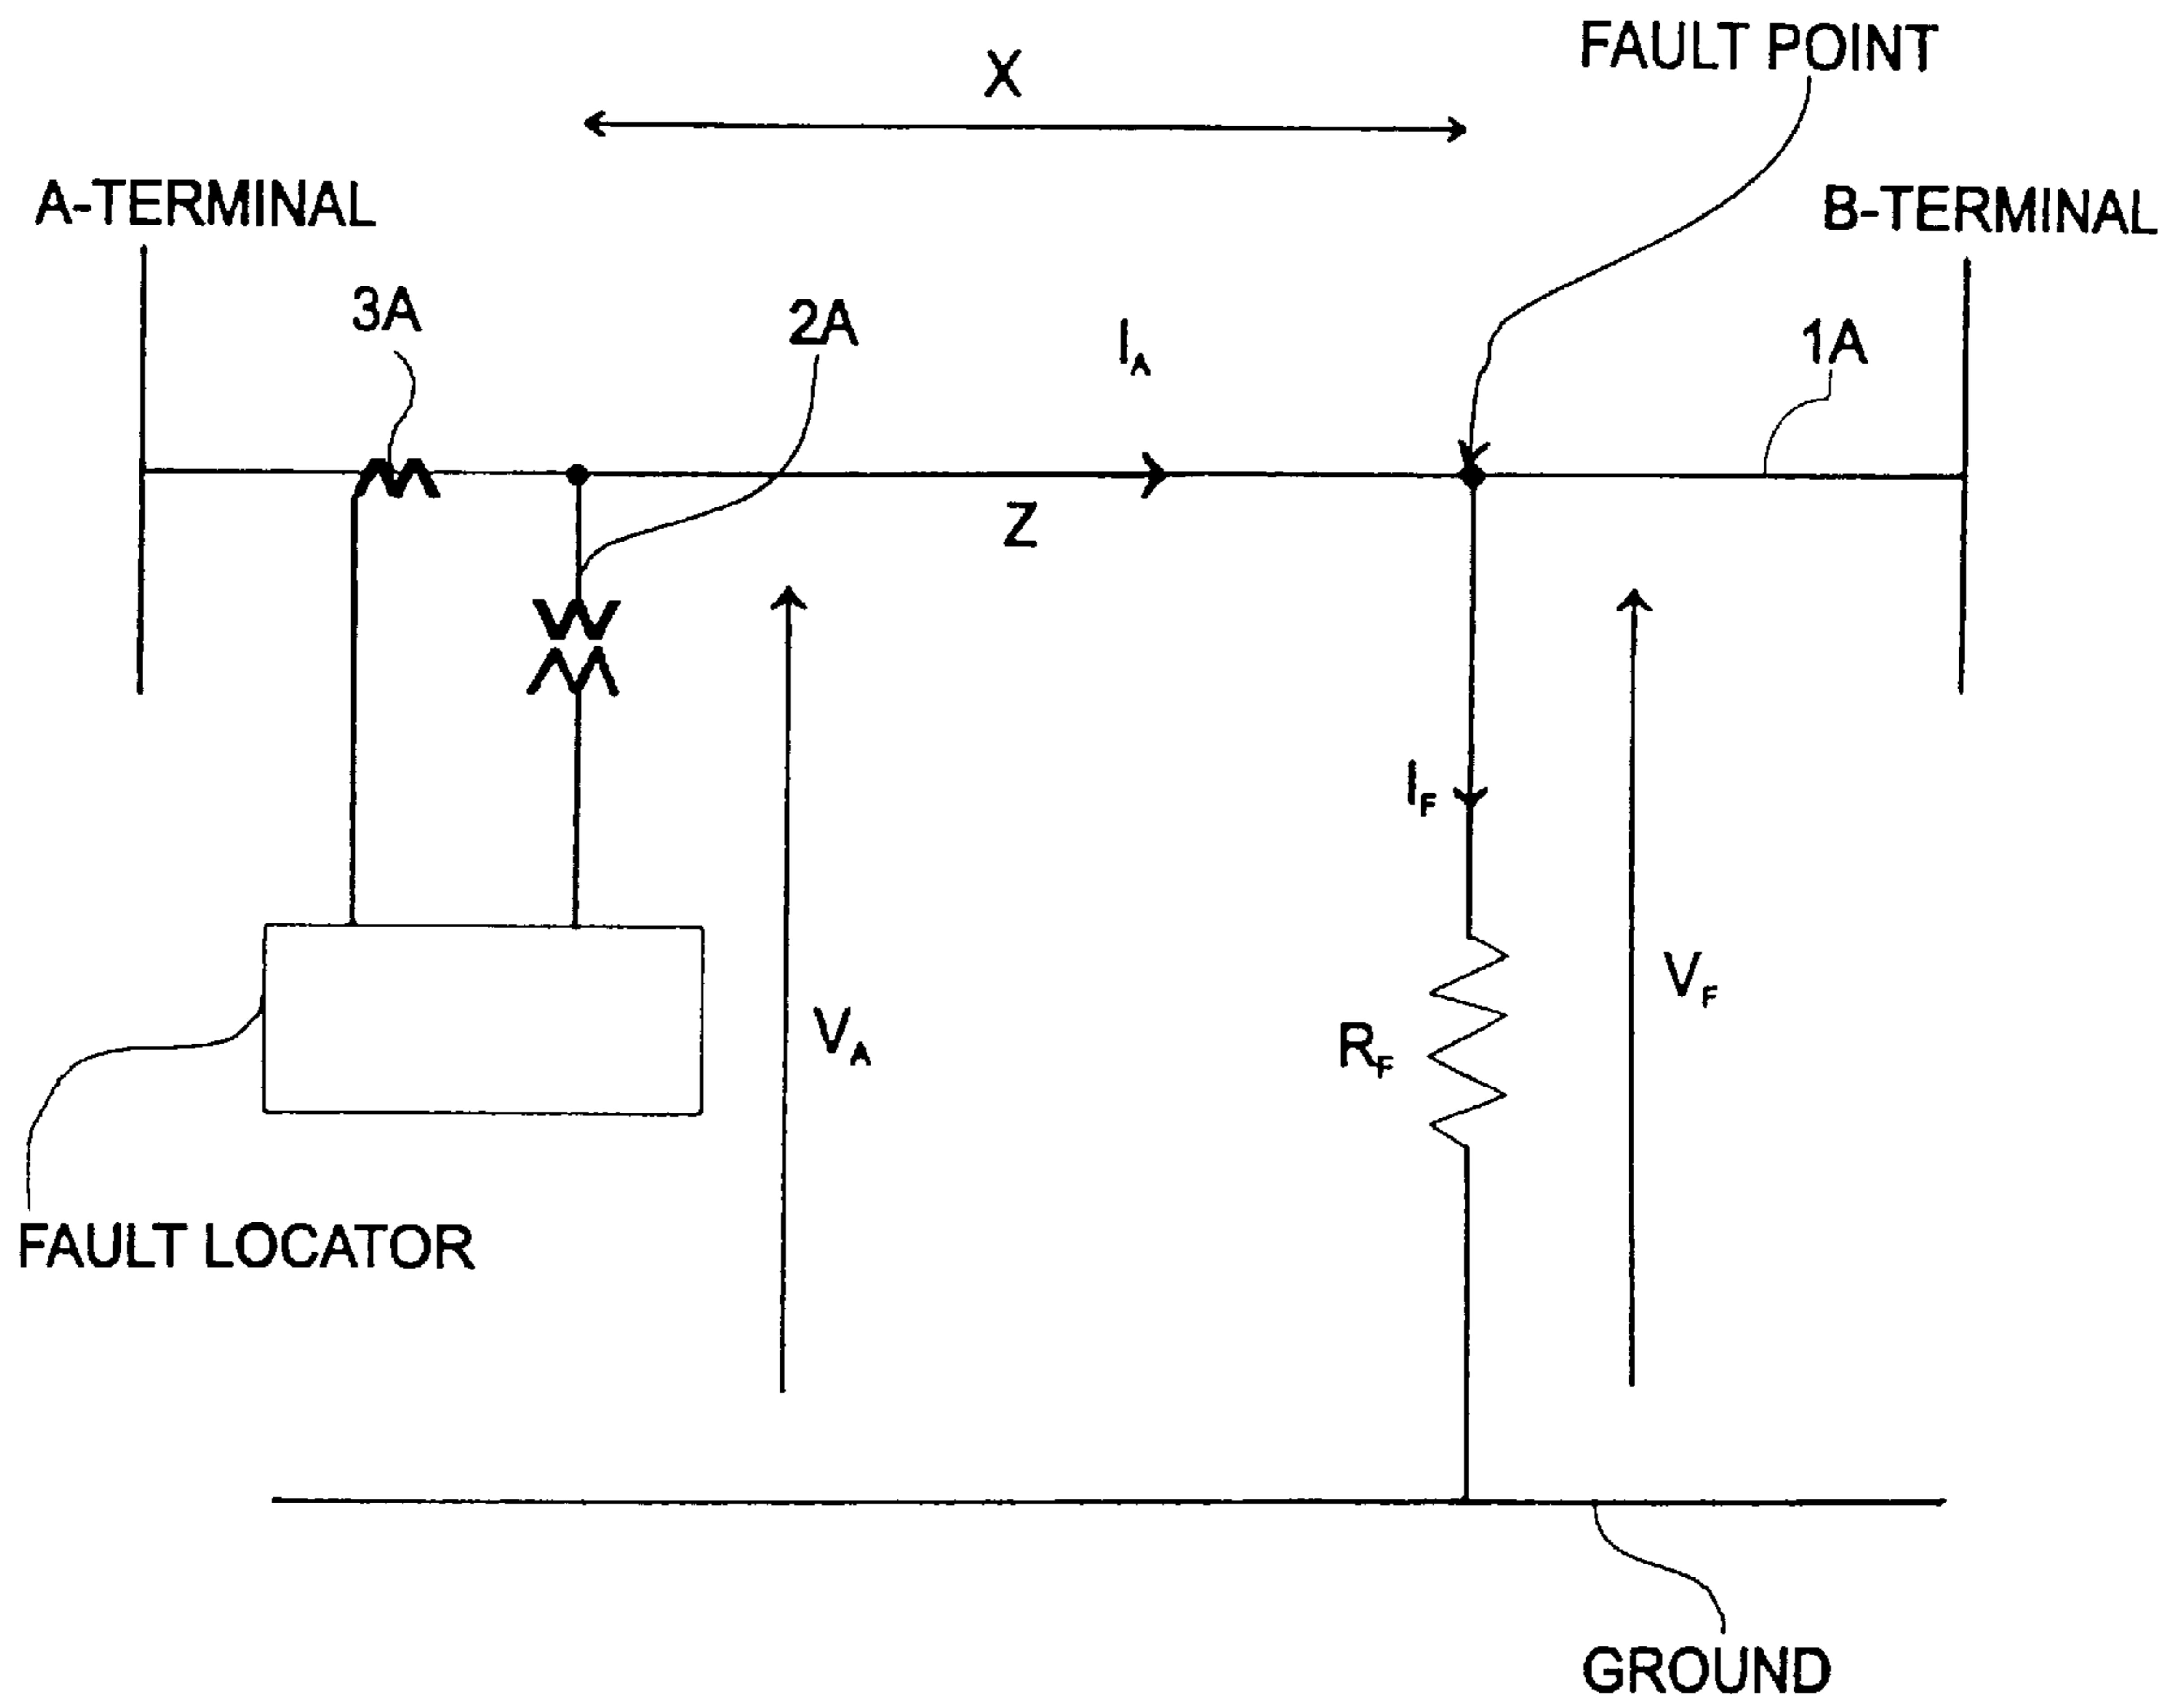 FAULT POINT
X
A-TERMINAL
B-TERMINAL
3A
2A
I_A
1A
Z
I_F
V_A
R_F
V_F
FAULT LOCATOR
GROUND